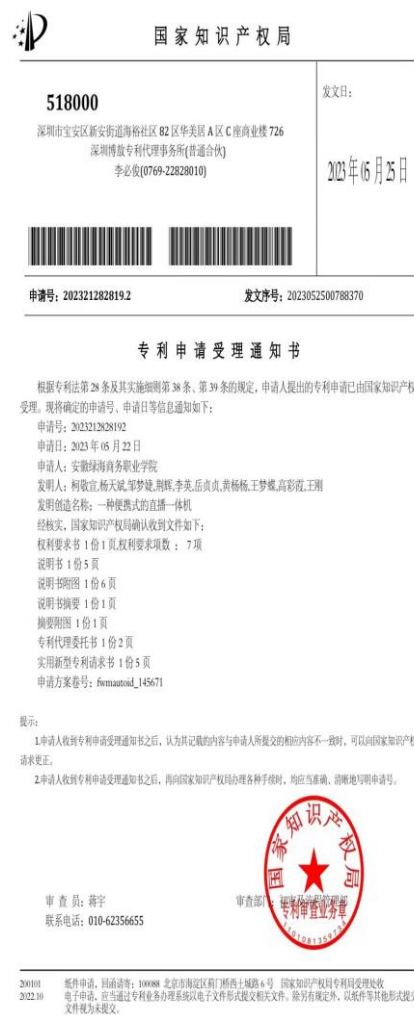 国家知识产权局
518000
深圳市宝安区新安街道海裕社区 82 区华美居 A 区 C 座商业楼 726
深圳博敖专利代理事务所(普通合伙)
李必俊(0769-22828010)
发文日：
2023年05月25日
申请号：202321282819.2
发文序号：2023052500788370
专利申请受理通知书
根据专利法第 28 条及其实施细则第 38 条、第 39 条的规定，申请人提出的专利申请已由国家知识产权
受理。现将确定的申请号、申请日等信息通知如下：
申请号：2023212828192
申请日：2023 年 05 月 22 日
申请人：安徽绿海商务职业学院
发明人：柯敬宣,杨天斌,邹梦婕,荆辉,李英,岳贞贞,黄杨杨,王梦蝶,高彩霞,王刚
发明创造名称：一种便携式的直播一体机
经核实，国家知识产权局确认收到文件如下：
权利要求书 1 份 1 页,权利要求项数 ： 7 项
说明书 1 份 5 页
说明书附图 1 份 6 页
说明书摘要 1 份 1 页
摘要附图 1 份 1 页
专利代理委托书 1 份 2 页
实用新型专利请求书 1 份 5 页
申请方案卷号：fwmautoid_145671
提示：
1.申请人收到专利申请受理通知书之后，认为其记载的内容与申请人所提交的相应内容不一致时，可以向国家知识产权
请求更正。
2.申请人收到专利申请受理通知书之后，再向国家知识产权局办理各种手续时，均应当准确、清晰地写明申请号。
审 查 员：蒋宇
审查部门：初审及流程管理部
联系电话：010-62356655
国家知识产权局
专利审查业务章
1101081359734
200101 纸件申请，回函请寄：100088 北京市海淀区蓟门桥西土城路 6 号 国家知识产权局专利局受理处收
2022.10 电子申请，应当通过专利业务办理系统以电子文件形式提交相关文件。除另有规定外，以纸件等其他形式提交
文件视为未提交。